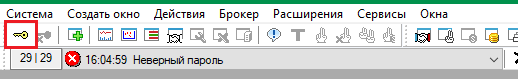 Система Создать окно Действия Брокер Расширения Сервисы Окна
29 | 29 16:04:59 Неверный пароль